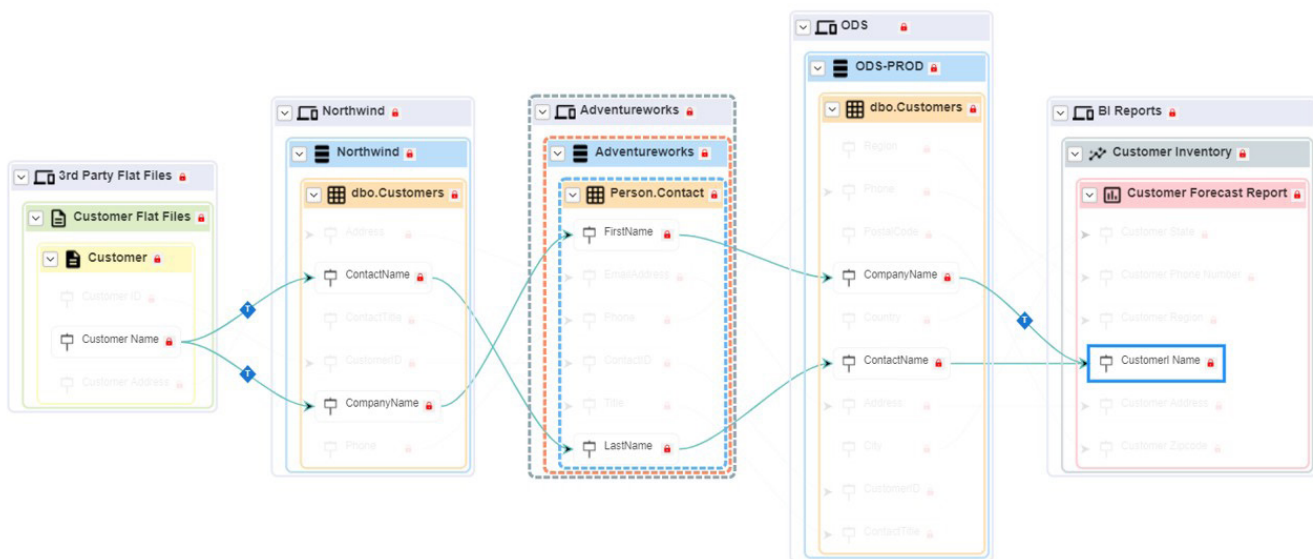 3rd Party Flat Files
Customer Flat Files
Customer
Customer ID
Customer Name
Customer Address
T
T
Northwind
Northwind
dbo.Customers
Address
ContactName
ContactTitle
CustomerID
CompanyName
Phone
Adventureworks
Adventureworks
Person.Contact
FirstName
EmailAddress
Phone
ContactID
Title
LastName
ODS
ODS-PROD
dbo.Customers
Region
Phone
PostalCode
CompanyName
Country
ContactName
Address
City
CustomerID
ContactTitle
T
BI Reports
Customer Inventory
Customer Forecast Report
Customer State
Customer Phone Number
Customer Region
CustomerI Name
Customer Address
Customer Zipcode